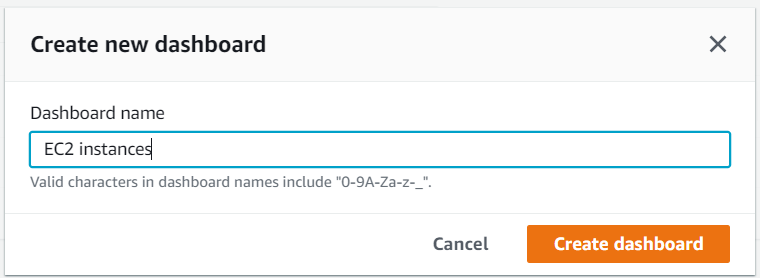 Create new dashboard
Dashboard name
EC2 instances
Valid characters in dashboard names include "0-9A-Za-z-_".
Cancel
Create dashboard